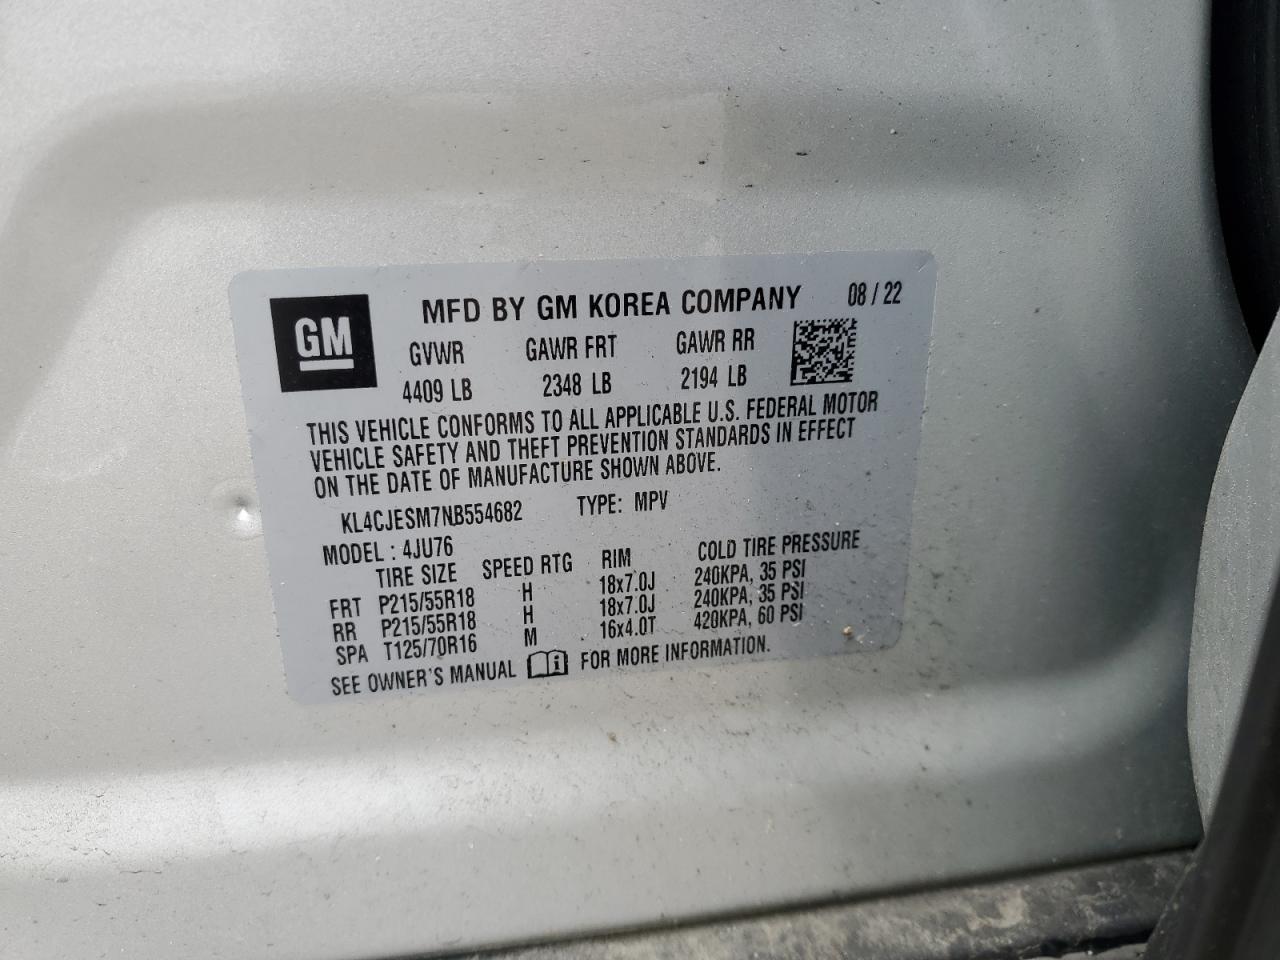 GM
MFD BY GM KOREA COMPANY 08 / 22
GVWR GAWR FRT GAWR RR
4409 LB 2348 LB 2194 LB
THIS VEHICLE CONFORMS TO ALL APPLICABLE U.S. FEDERAL MOTOR
VEHICLE SAFETY AND THEFT PREVENTION STANDARDS IN EFFECT
ON THE DATE OF MANUFACTURE SHOWN ABOVE.
KL4CJESM7NB554682 TYPE: MPV
MODEL : 4JU76
TIRE SIZE SPEED RTG RIM COLD TIRE PRESSURE
FRT P215/55R18 H 18x7.0J 240KPA, 35 PSI
RR P215/55R18 H 18x7.0J 240KPA, 35 PSI
SPA T125/70R16 M 16x4.0T 420KPA, 60 PSI
SEE OWNER'S MANUAL i FOR MORE INFORMATION.